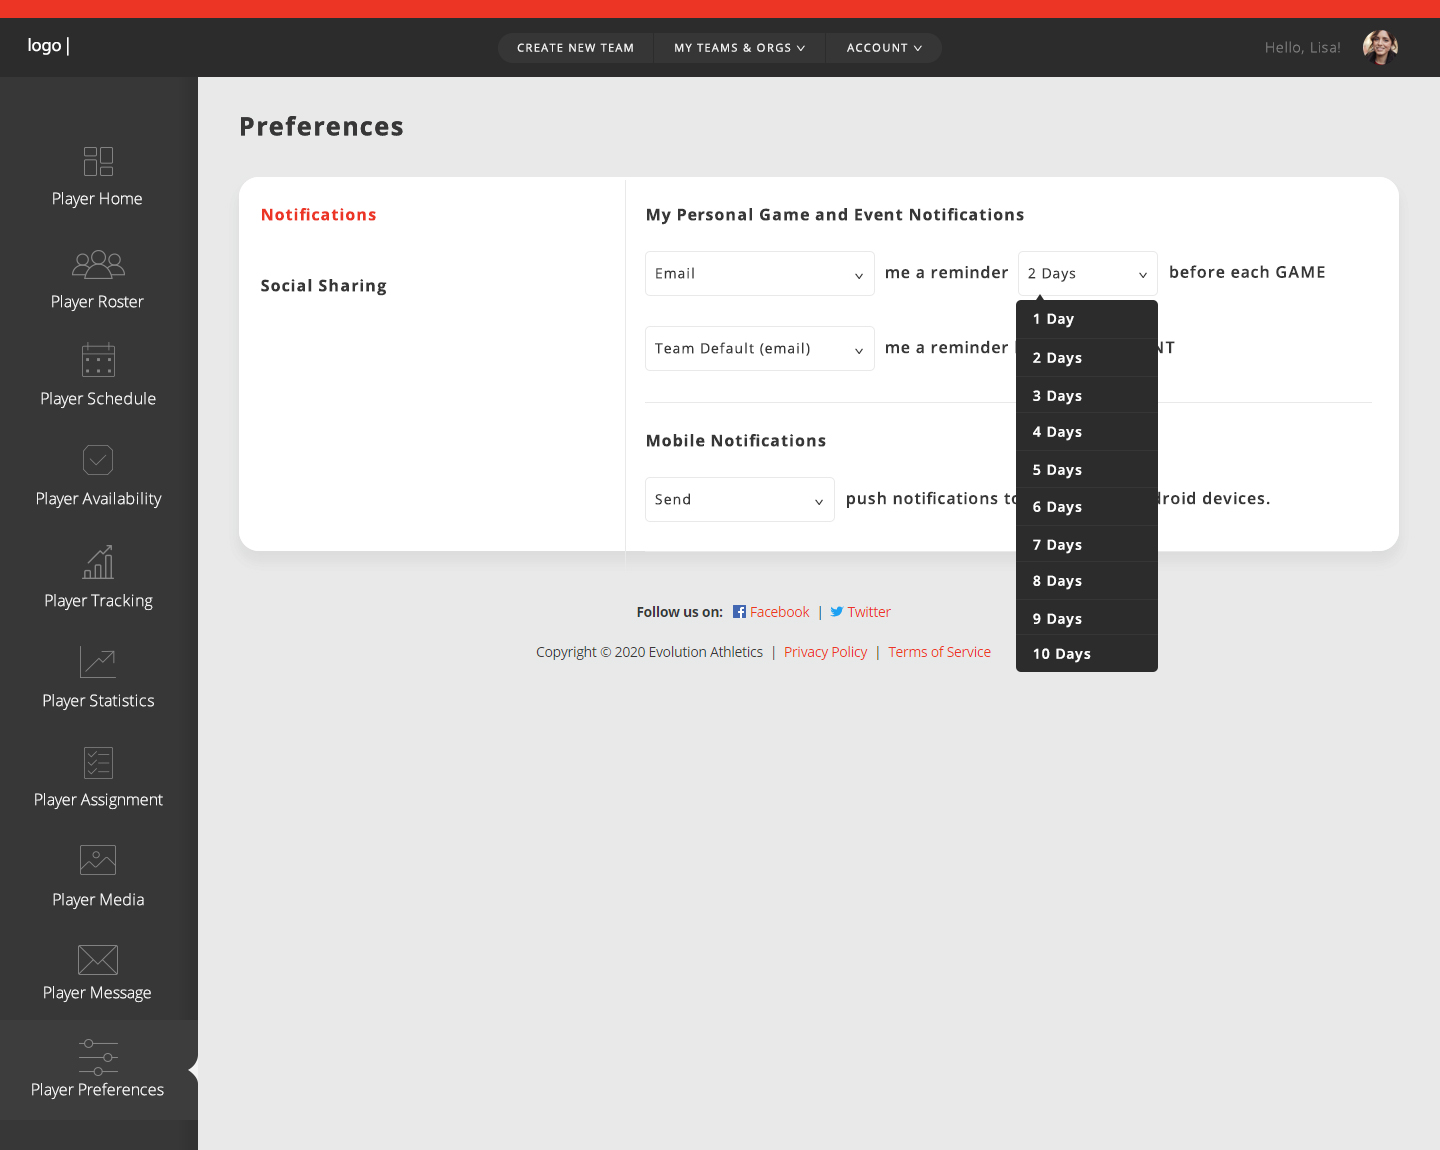 logo |
CREATE NEW TEAM
MY TEAMS & ORGS
ACCOUNT
Hello, Lisa!
Player Home
Player Roster
Player Schedule
Player Availability
Player Tracking
Player Statistics
Player Assignment
Player Media
Player Message
Player Preferences
Preferences
Notifications
Social Sharing
My Personal Game and Event Notifications
Email me a reminder 2 Days before each GAME
1 Day
2 Days
3 Days
4 Days
5 Days
6 Days
7 Days
8 Days
9 Days
10 Days
Team Default (email) me a reminder NT
Mobile Notifications
Send push notifications to droid devices.
Follow us on: Facebook | Twitter
Copyright © 2020 Evolution Athletics | Privacy Policy | Terms of Service